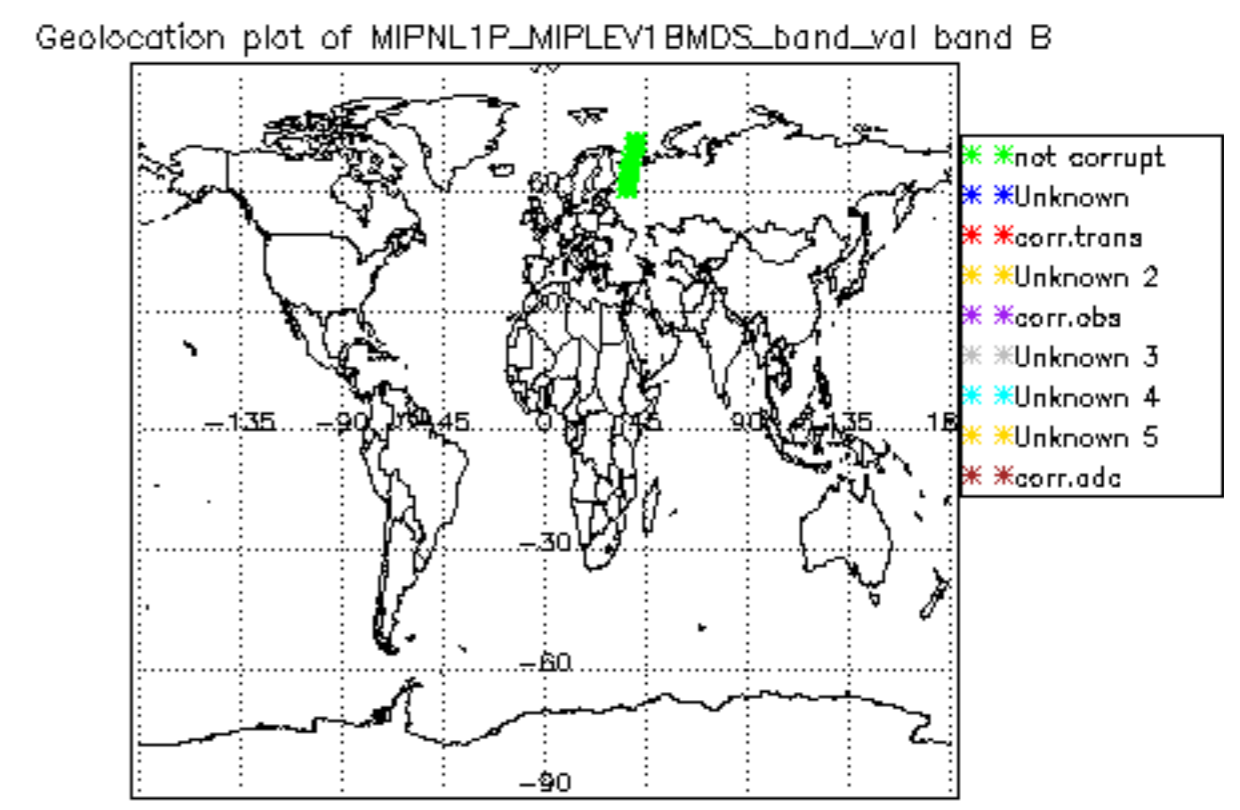 Geolocation plot of MIPNL1P_MIPLEV1BMDS_band_val band B
not corrupt
Unknown
corr.trans
Unknown 2
corr.obs
Unknown 3
Unknown 4
Unknown 5
corr.adc
60
-135 -90 -45 0 45 90 135
-30
-60
-90